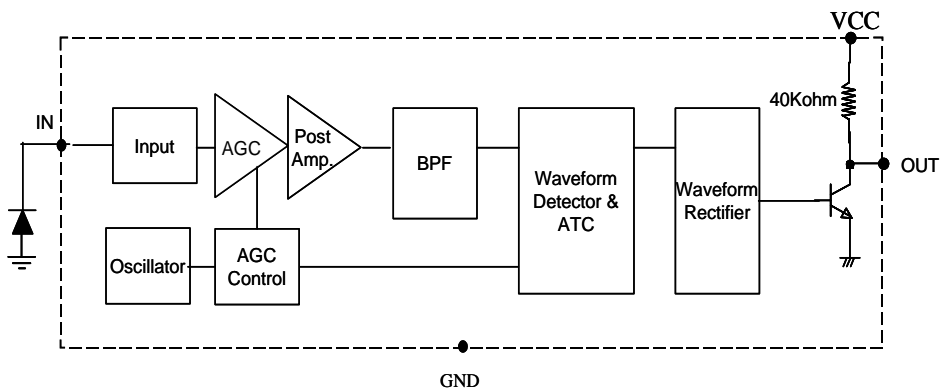 VCC
40Kohm
IN
Input
AGC
Post
Amp.
BPF
Waveform
Detector &
ATC
Waveform
Rectifier
OUT
Oscillator
AGC
Control
GND